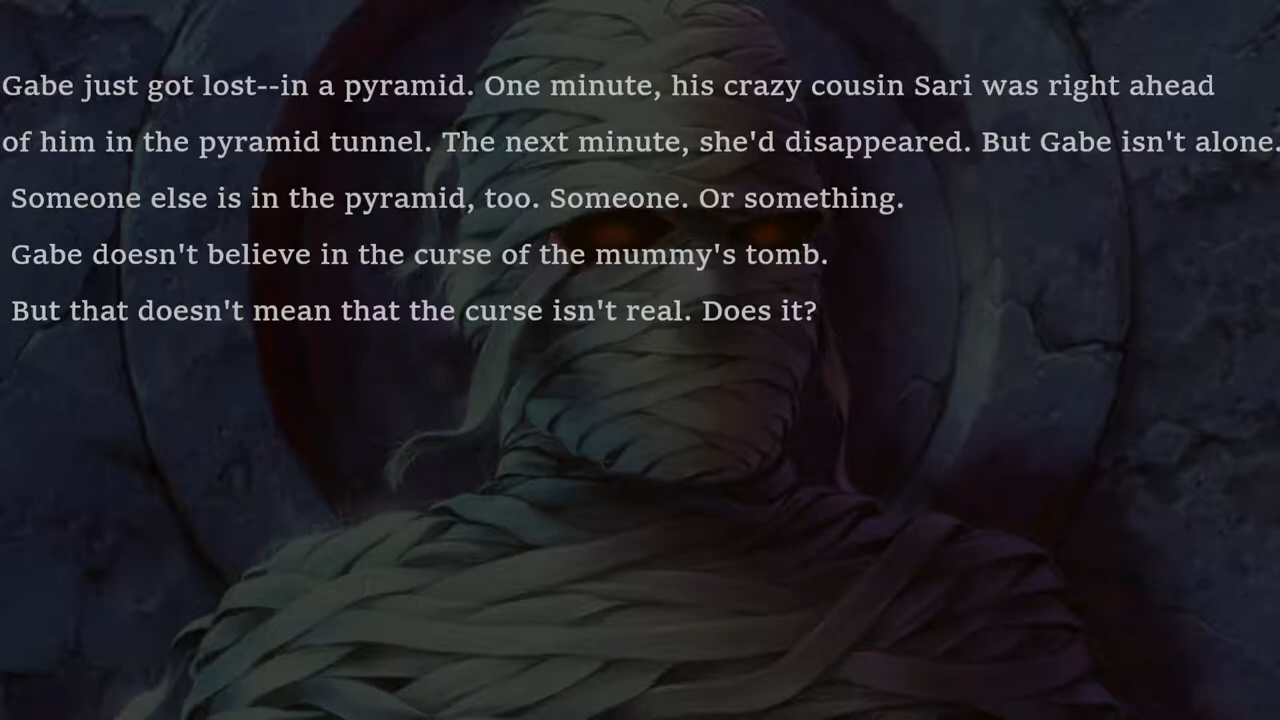 Gabe just got lost--in a pyramid. One minute, his crazy cousin Sari was right ahead
of him in the pyramid tunnel. The next minute, she'd disappeared. But Gabe isn't alone.
Someone else is in the pyramid, too. Someone. Or something.
Gabe doesn't believe in the curse of the mummy's tomb.
But that doesn't mean that the curse isn't real. Does it?